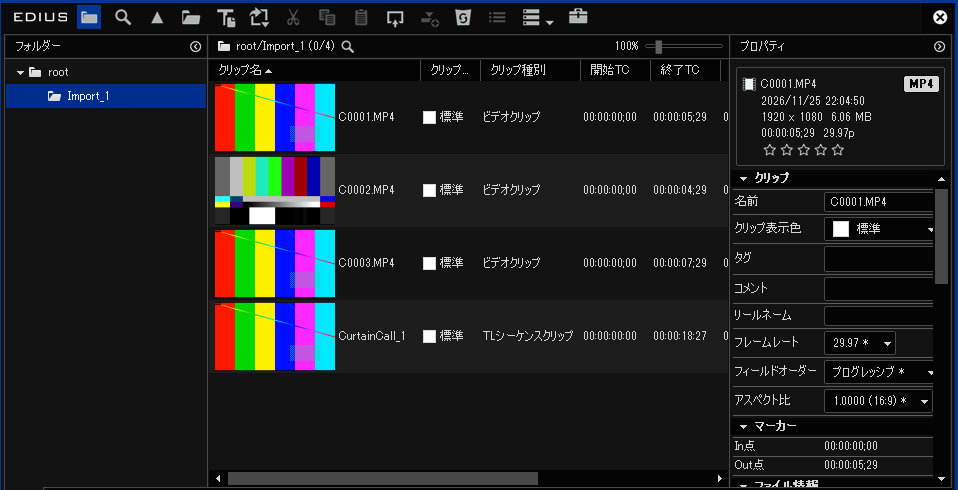 EDIUS
フォルダー
root/Import_1 (0/4)
100%
プロパティ
root
Import_1
クリップ名 クリップ... クリップ種別 開始TC 終了TC
C0001.MP4 標準 ビデオクリップ 00:00:00;00 00:00:05;29 0
C0002.MP4 標準 ビデオクリップ 00:00:00;00 00:00:04;29 0
C0003.MP4 標準 ビデオクリップ 00:00:00;00 00:00:07;29 0
CurtainCall_1 標準 TLシーケンスクリップ 00:00:00:00 00:00:18:27 0
C0001.MP4 MP4
2026/11/25 22:04:50
1920 x 1080 6.06 MB
00:00:05;29 29.97p
クリップ
名前 C0001.MP4
クリップ表示色 標準
タグ
コメント
リールネーム
フレームレート 29.97 *
フィールドオーダー プログレッシブ *
アスペクト比 1.0000 (16:9) *
マーカー
In点 00:00:00;00
Out点 00:00:05;29
ファイル情報